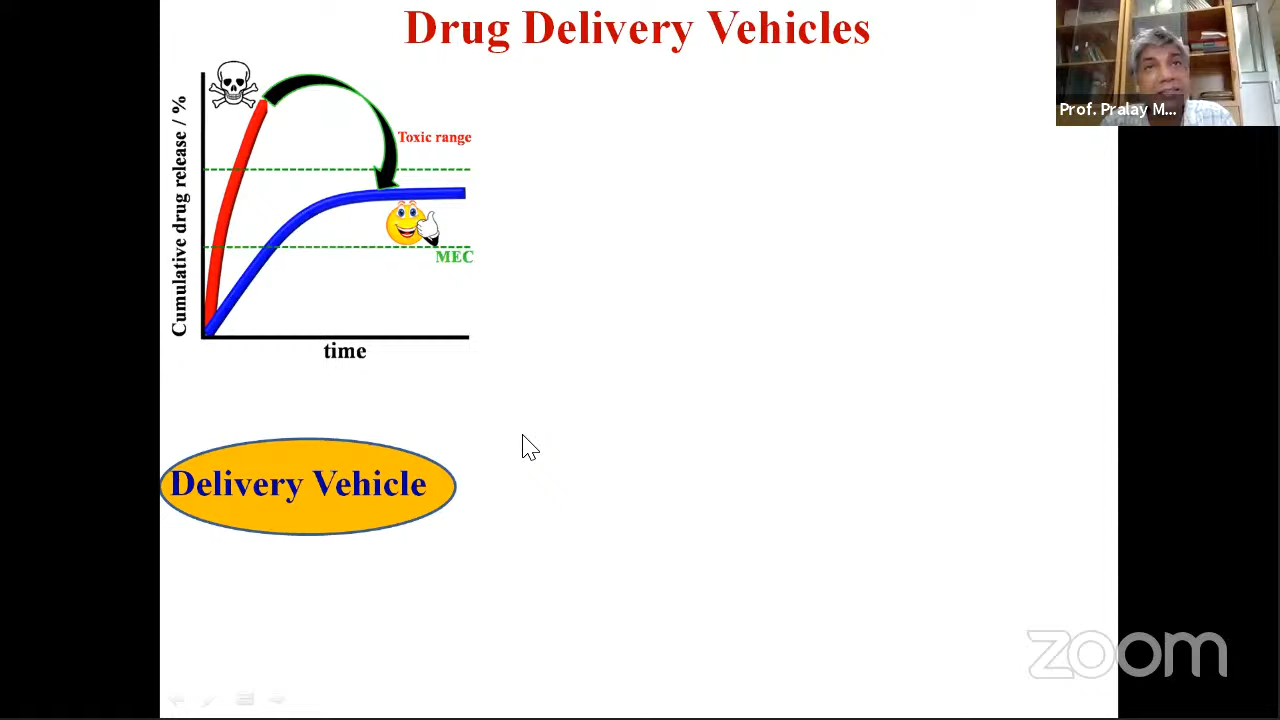 Drug Delivery Vehicles
Prof. Pralay M...
Cumulative drug release / %
Toxic range
MEC
time
Delivery Vehicle
zoom